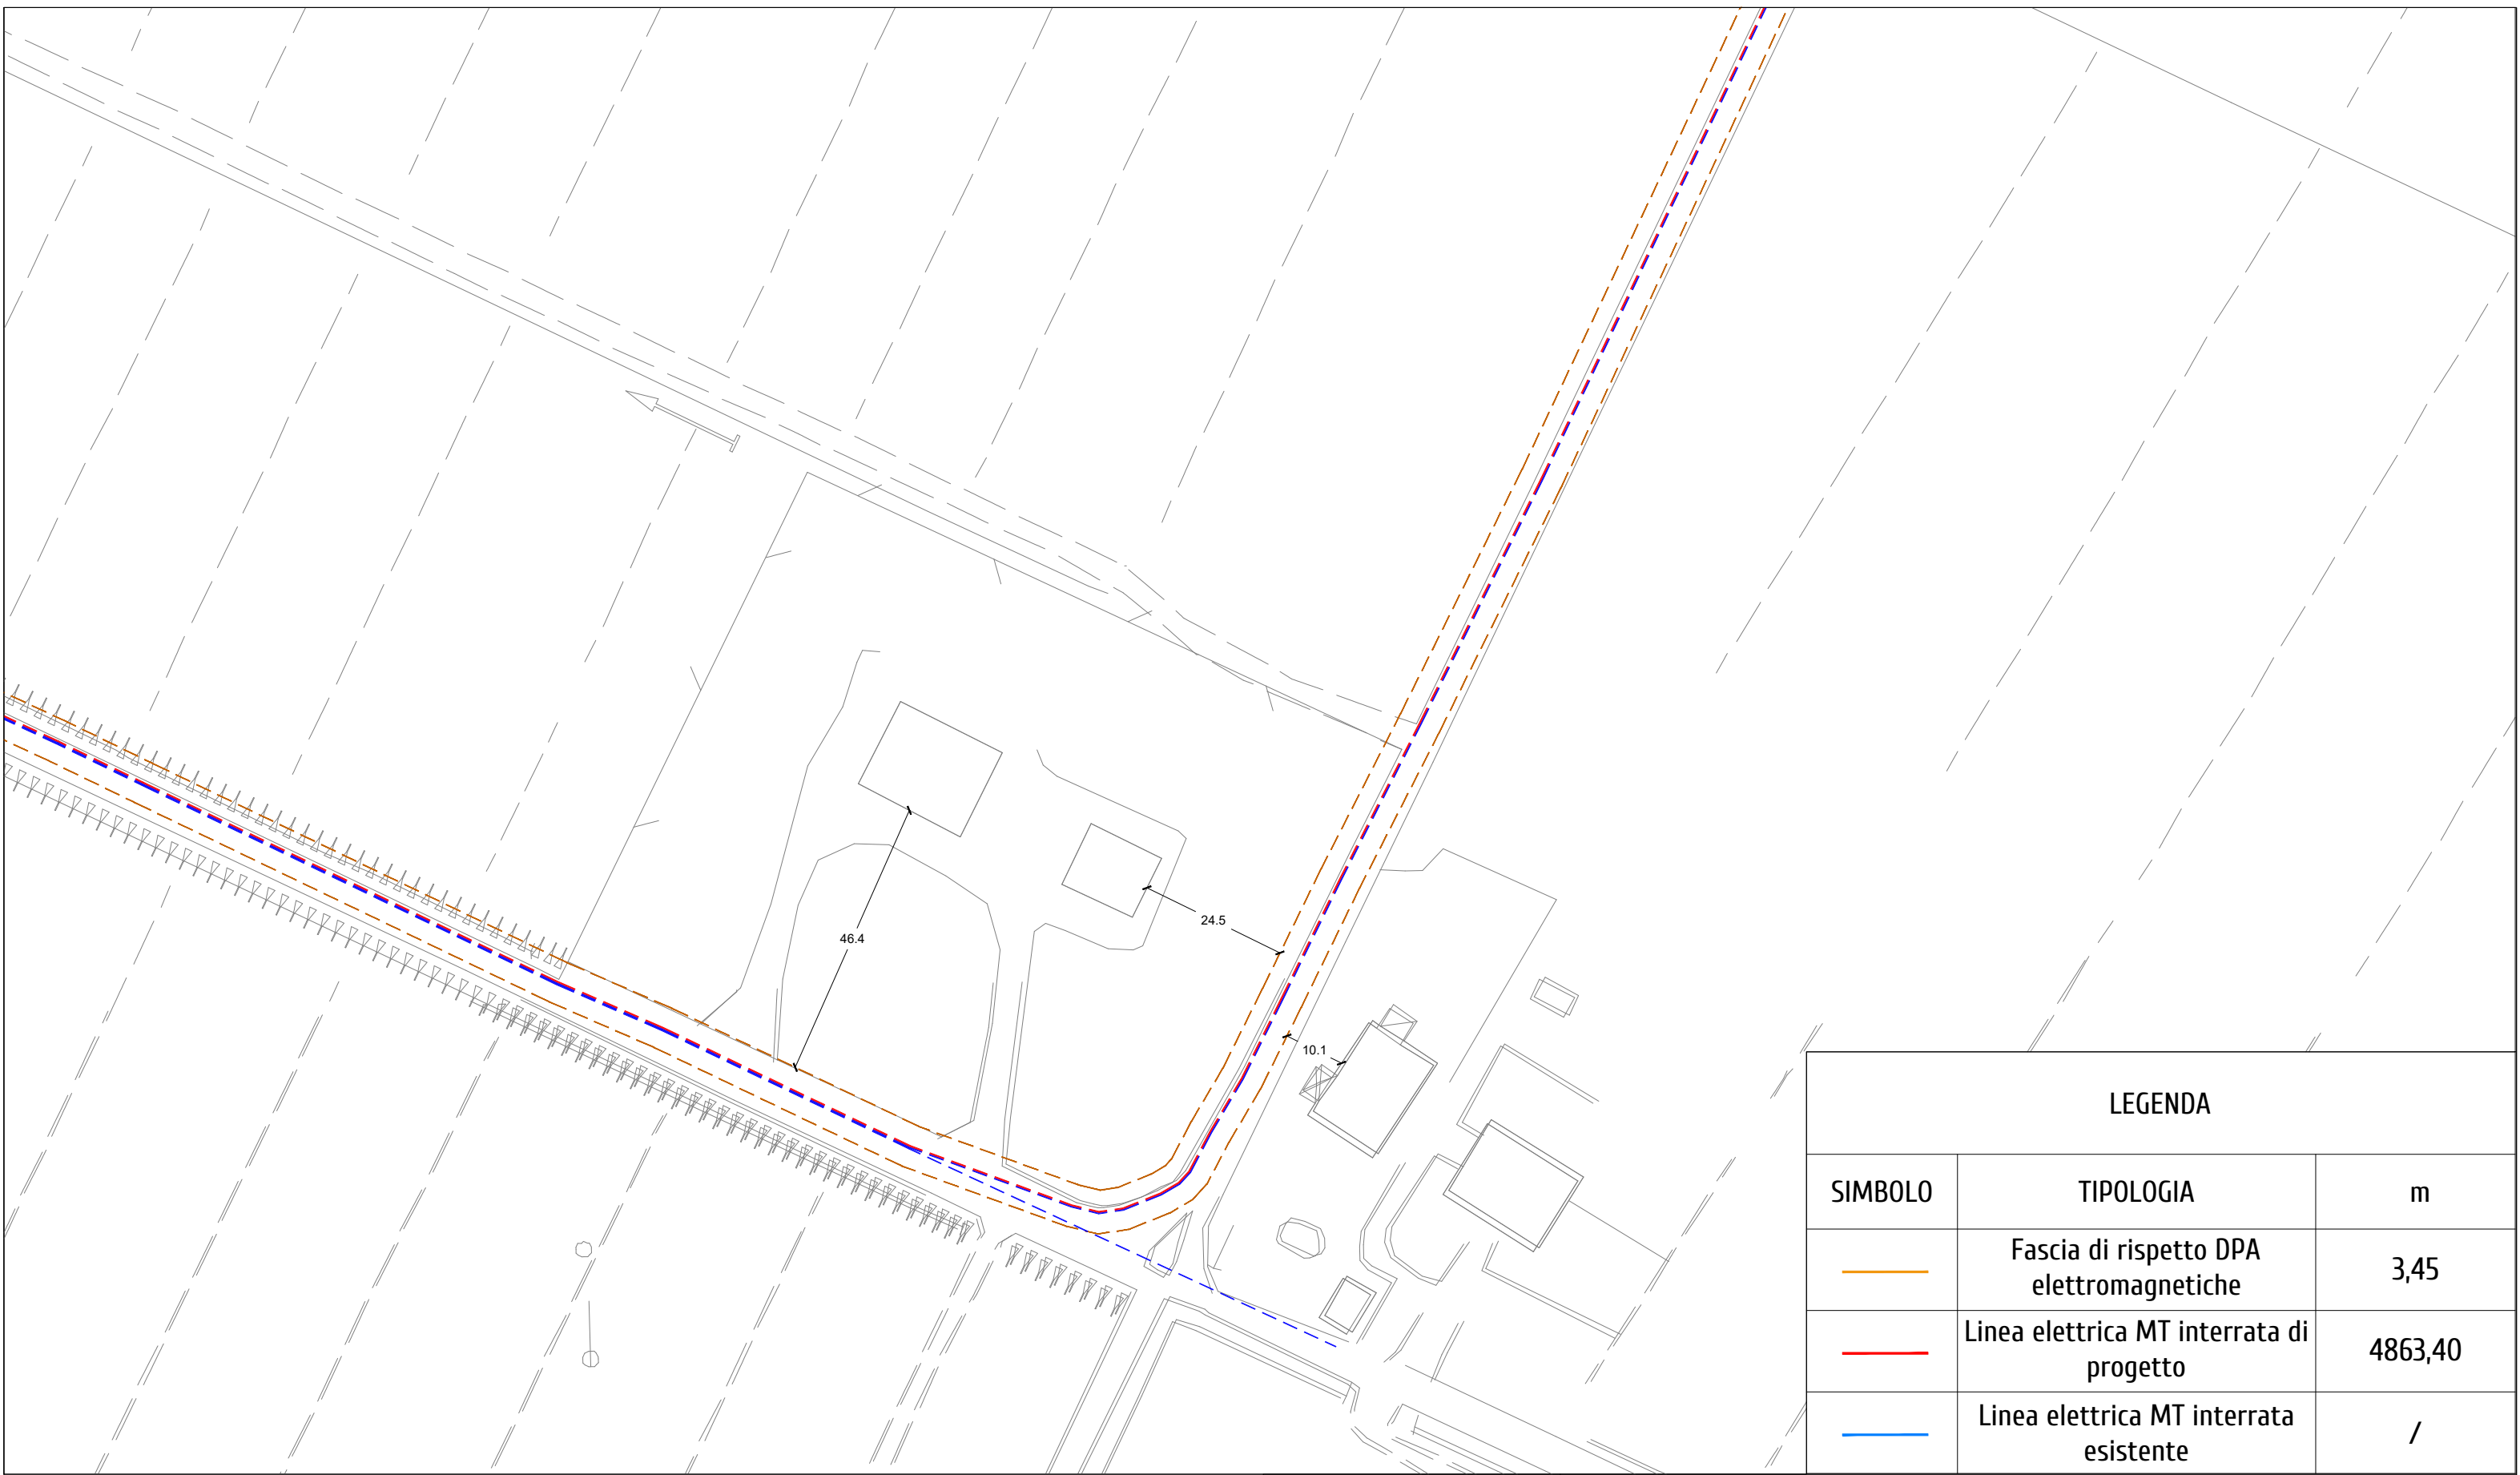 46.4
24.5
10.1
LEGENDA
SIMBOLO TIPOLOGIA m
Fascia di rispetto DPA
elettromagnetiche
3,45
Linea elettrica MT interrata di
progetto
4863,40
Linea elettrica MT interrata
esistente
/